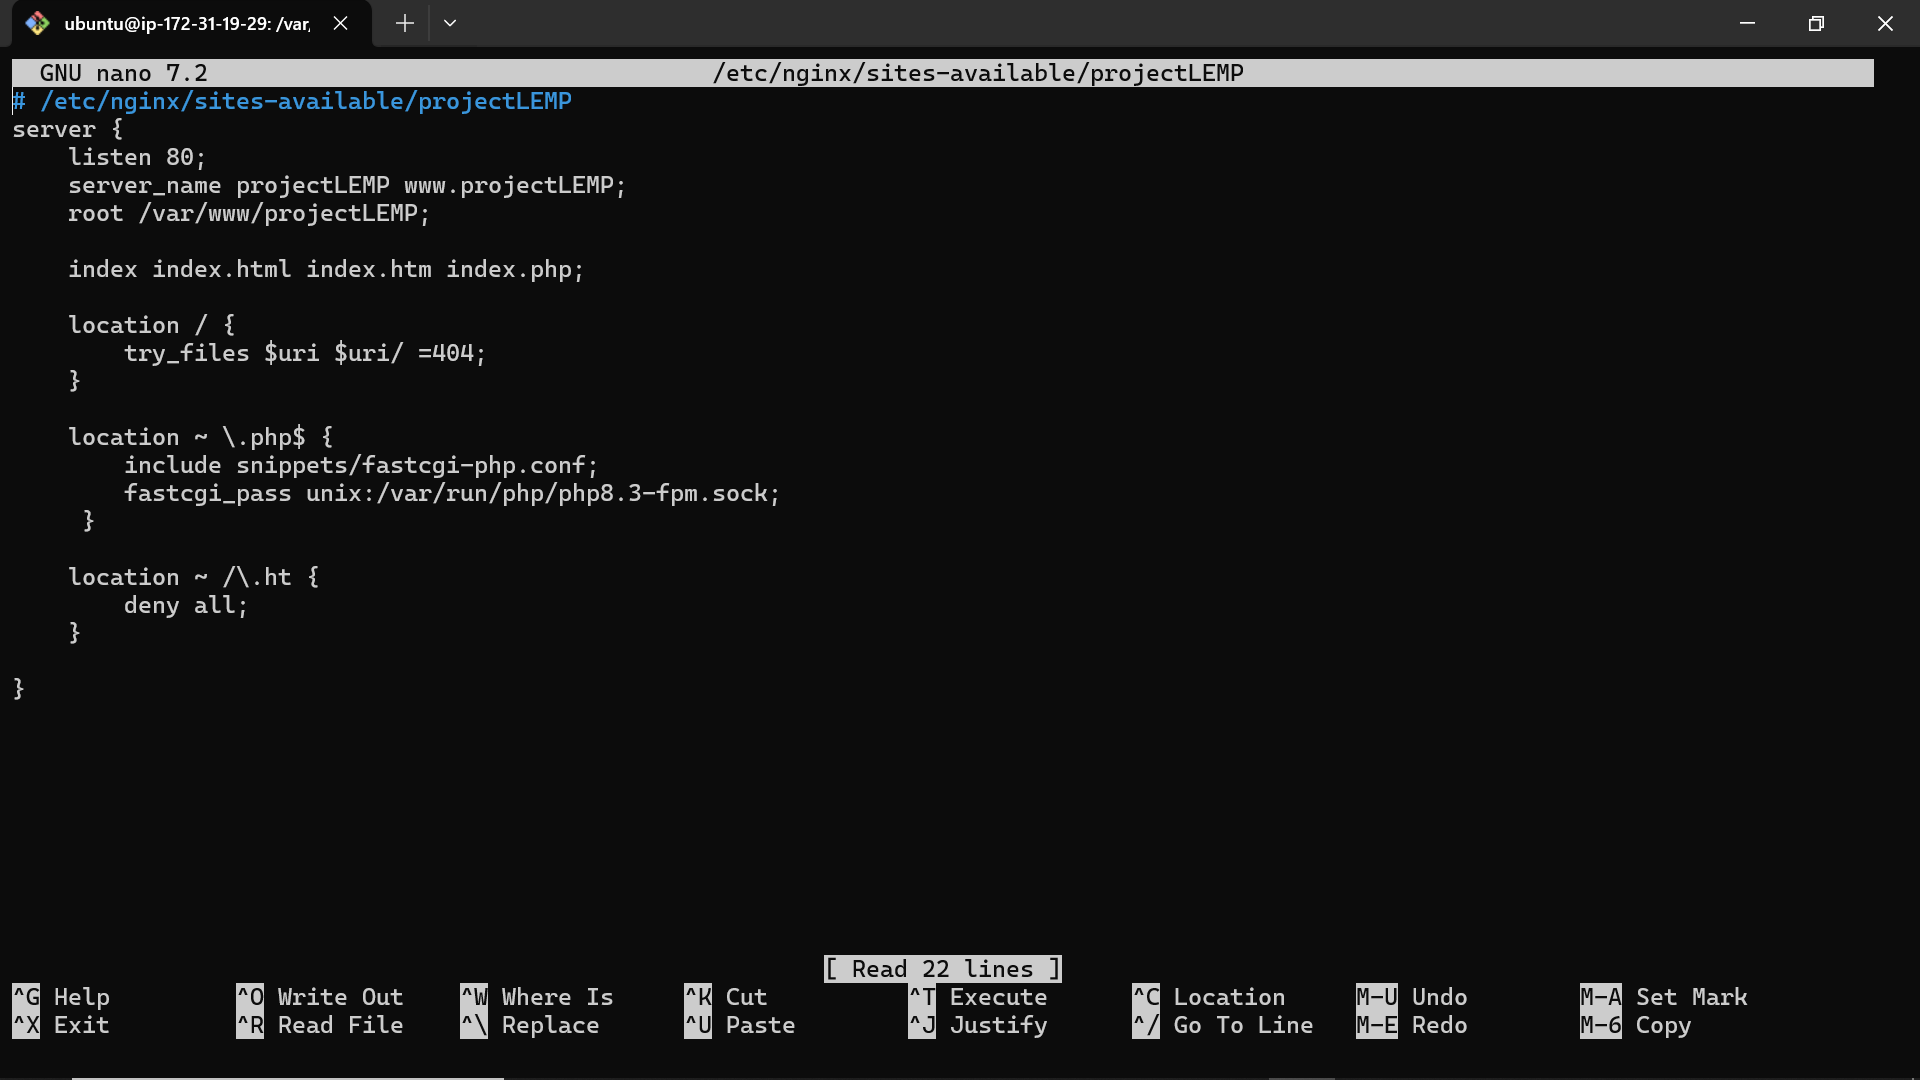 ubuntu@ip-172-31-19-29: /var,
GNU nano 7.2 /etc/nginx/sites-available/projectLEMP
# /etc/nginx/sites-available/projectLEMP
server {
    listen 80;
    server_name projectLEMP www.projectLEMP;
    root /var/www/projectLEMP;

    index index.html index.htm index.php;

    location / {
        try_files $uri $uri/ =404;
    }

    location ~ \.php$ {
        include snippets/fastcgi-php.conf;
        fastcgi_pass unix:/var/run/php/php8.3-fpm.sock;
     }

    location ~ /\.ht {
        deny all;
    }

}
[ Read 22 lines ]
^G Help ^O Write Out ^W Where Is ^K Cut ^T Execute ^C Location M-U Undo M-A Set Mark
^X Exit ^R Read File ^\ Replace ^U Paste ^J Justify ^/ Go To Line M-E Redo M-6 Copy